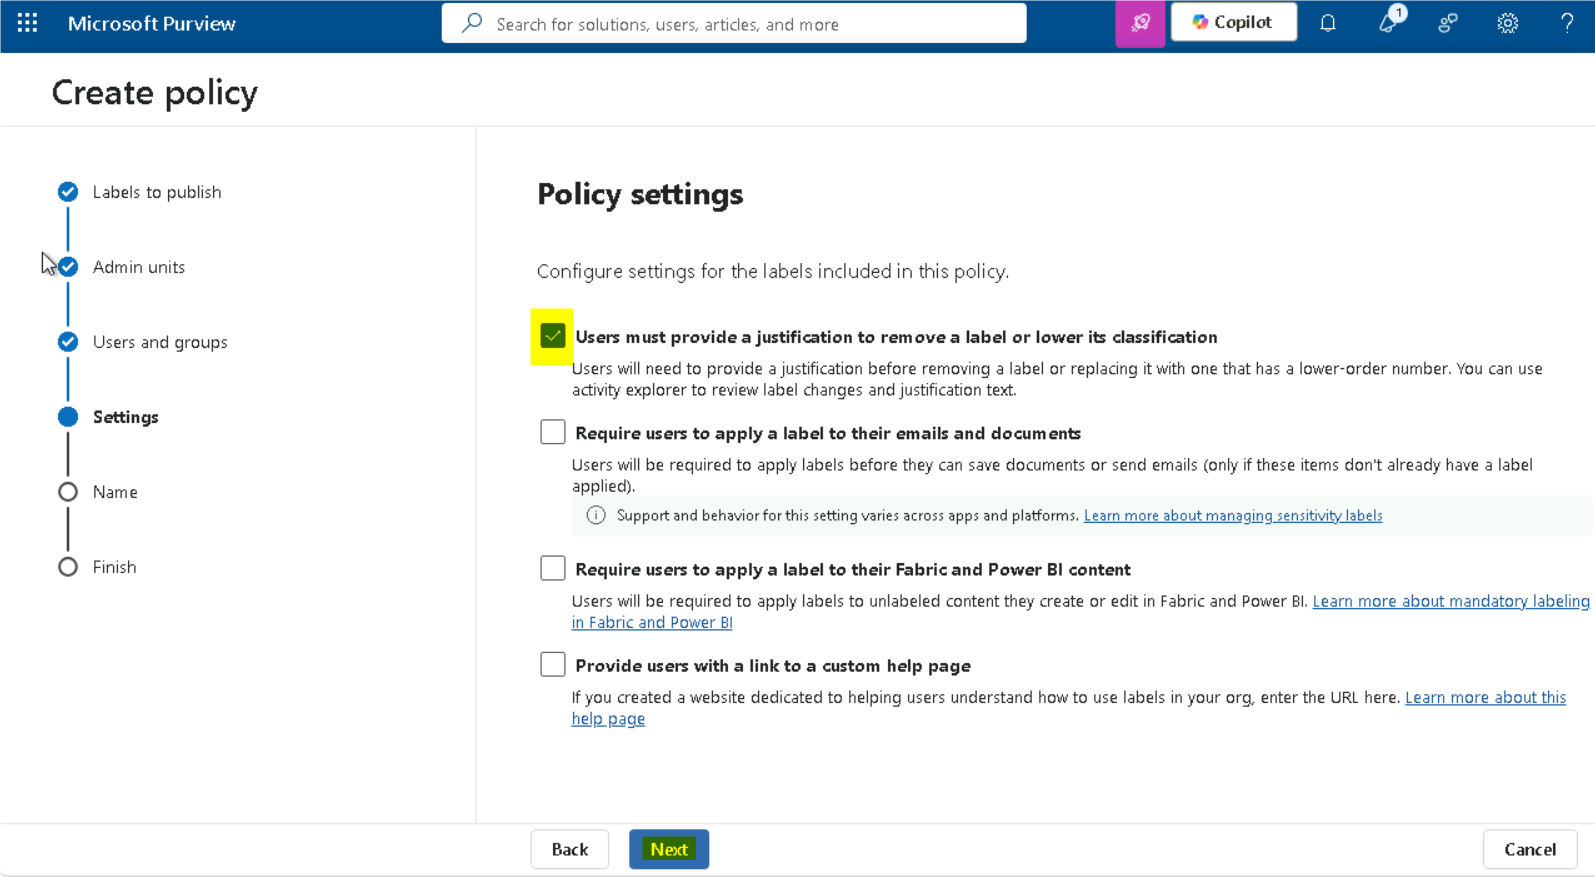 Microsoft Purview
Search for solutions, users, articles, and more
Copilot
1
?
Create policy
Labels to publish
Admin units
Users and groups
Settings
Name
Finish
Policy settings
Configure settings for the labels included in this policy.
Users must provide a justification to remove a label or lower its classification
Users will need to provide a justification before removing a label or replacing it with one that has a lower-order number. You can use
activity explorer to review label changes and justification text.
Require users to apply a label to their emails and documents
Users will be required to apply labels before they can save documents or send emails (only if these items don't already have a label
applied).
Support and behavior for this setting varies across apps and platforms. Learn more about managing sensitivity labels
Require users to apply a label to their Fabric and Power BI content
Users will be required to apply labels to unlabeled content they create or edit in Fabric and Power BI. Learn more about mandatory labeling
in Fabric and Power BI
Provide users with a link to a custom help page
If you created a website dedicated to helping users understand how to use labels in your org, enter the URL here. Learn more about this
help page
Back
Next
Cancel